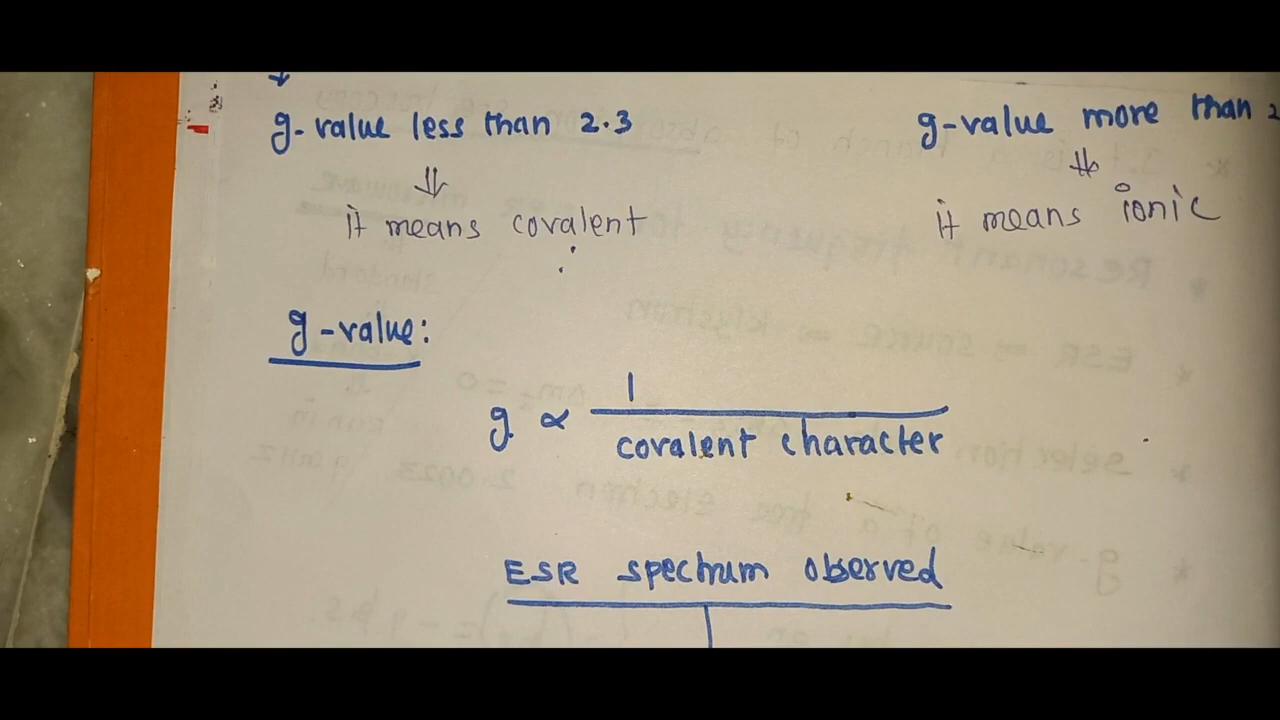 g-value less than 2.3
g-value more than 2
⇓
⇓
it means covalent
it means ionic
g-value:
g ∝ 1 / covalent character
ESR spectrum observed